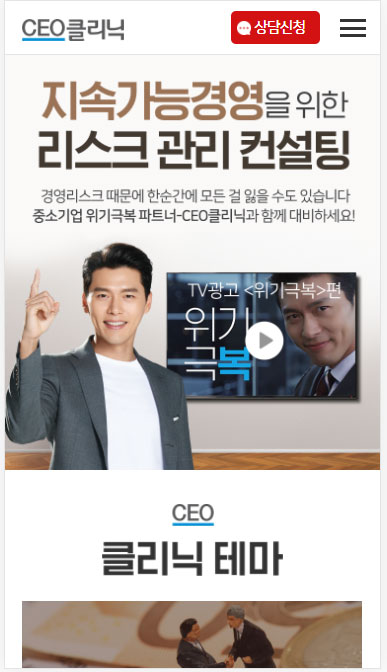 CEO클리닉
상담신청
지속가능경영을 위한
리스크 관리 컨설팅
경영리스크 때문에 한순간에 모든 걸 잃을 수도 있습니다
중소기업 위기극복 파트너-CEO클리닉과 함께 대비하세요!
TV광고 <위기극복>편
위기
극복
CEO
클리닉 테마